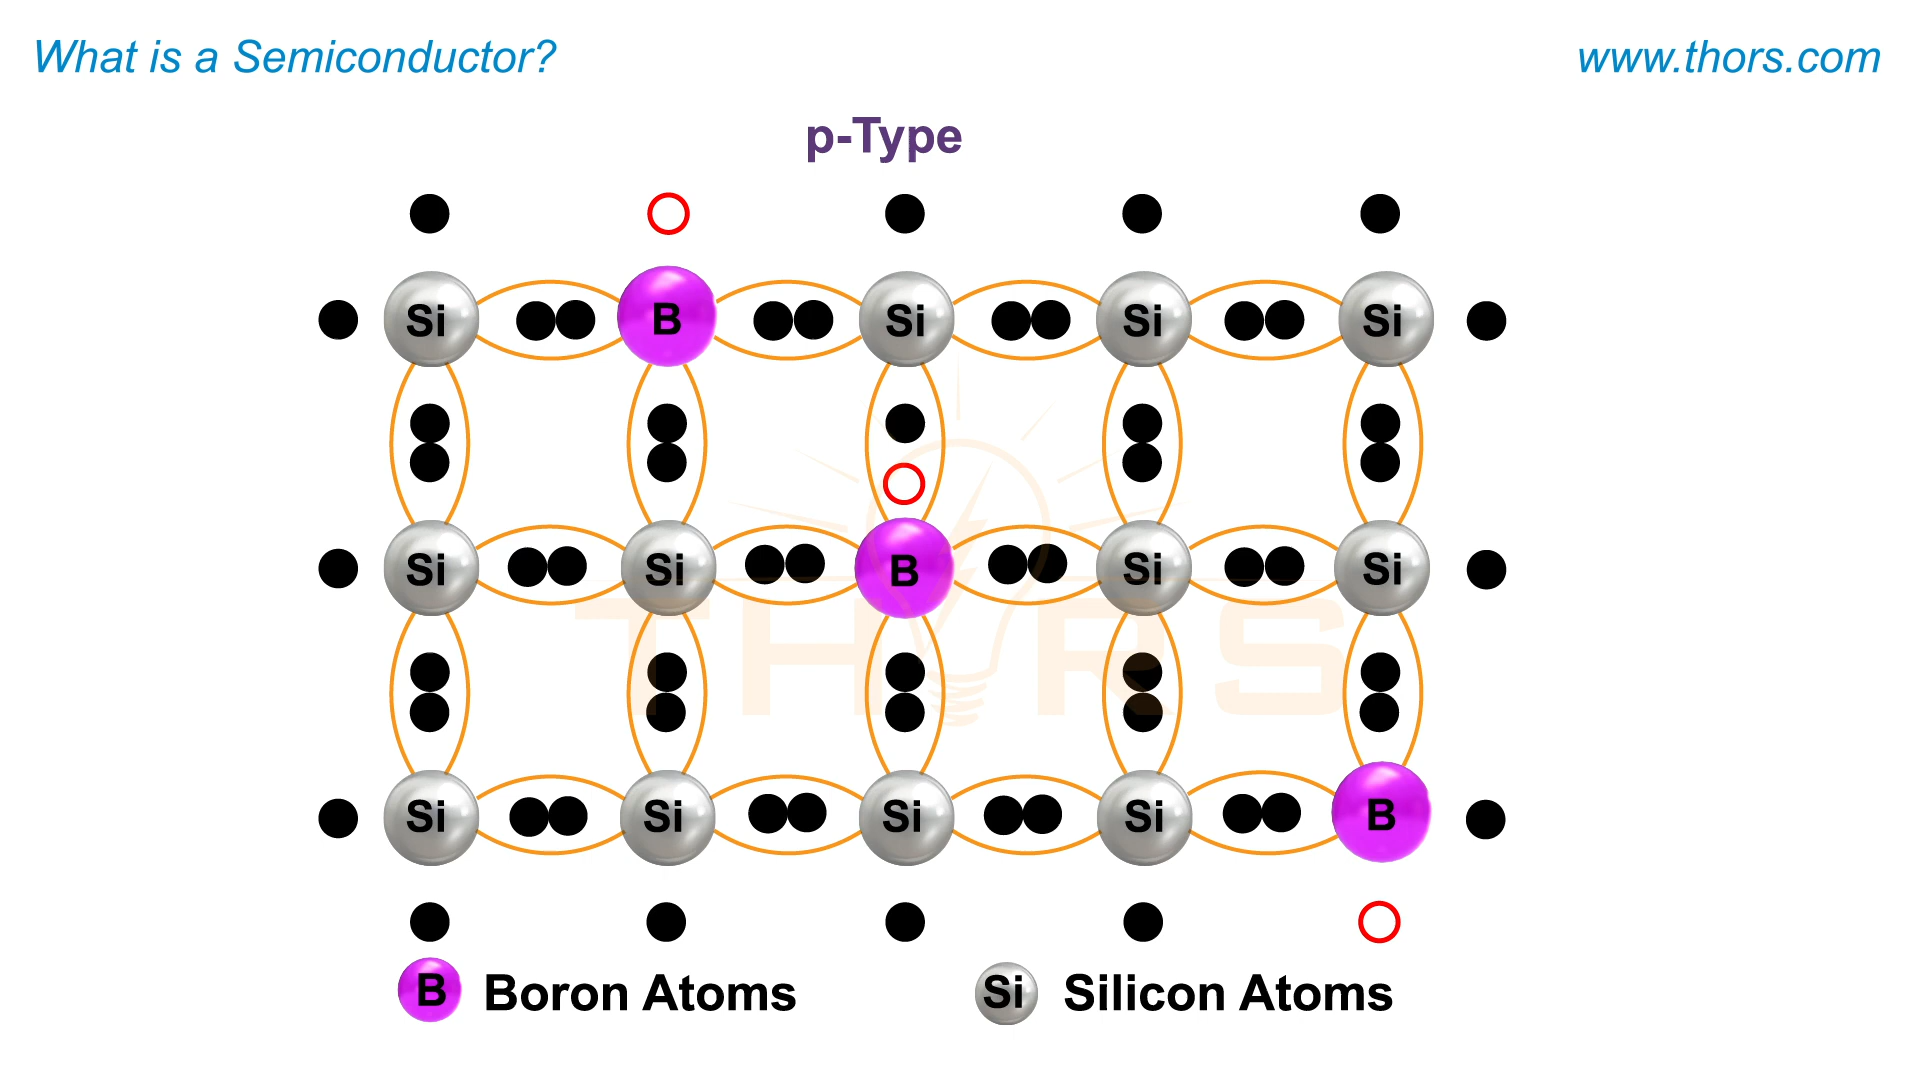 What is a Semiconductor? www.thors.com
p-Type
Si B Si Si Si
Si Si B Si Si
THORS
Si Si Si Si B
B Boron Atoms Si Silicon Atoms